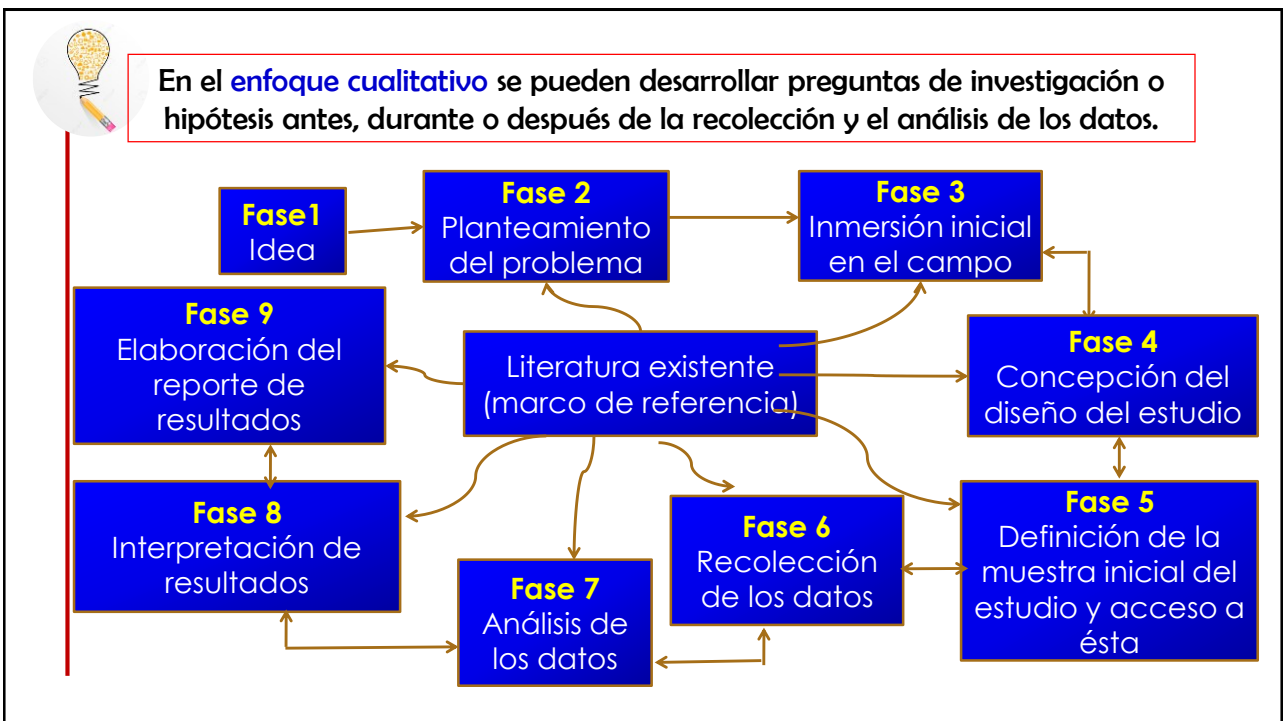 En el enfoque cualitativo se pueden desarrollar preguntas de investigación o
hipótesis antes, durante o después de la recolección y el análisis de los datos.
Fase1
Idea
Fase 2
Planteamiento
del problema
Fase 3
Inmersión inicial
en el campo
Fase 9
Elaboración del
reporte de
resultados
Literatura existente
(marco de referencia)
Fase 4
Concepción del
diseño del estudio
Fase 8
Interpretación de
resultados
Fase 7
Análisis de
los datos
Fase 6
Recolección
de los datos
Fase 5
Definición de la
muestra inicial del
estudio y acceso a
ésta